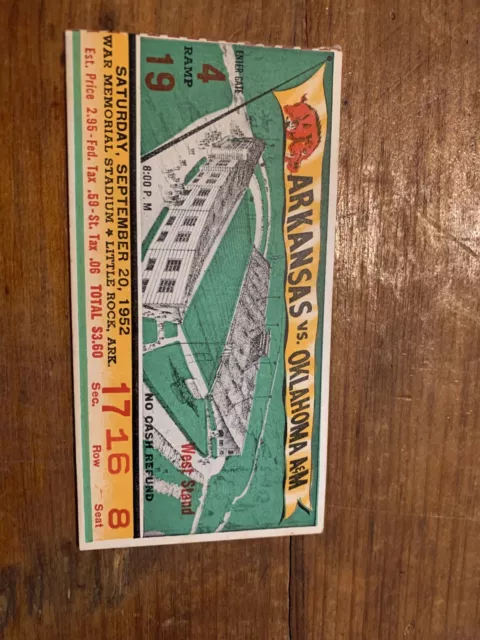 ARKANSAS vs. OKLAHOMA A&M
ENTER GATE
4
RAMP
19
8:00 P. M
West Stand
NO CASH REFUND
SATURDAY, SEPTEMBER 20, 1952
WAR MEMORIAL STADIUM ✦ LITTLE ROCK, ARK.
Est. Price 2.95-Fed. Tax .59-St. Tax .06 TOTAL $3.60
17 16 8
Sec. Row Seat